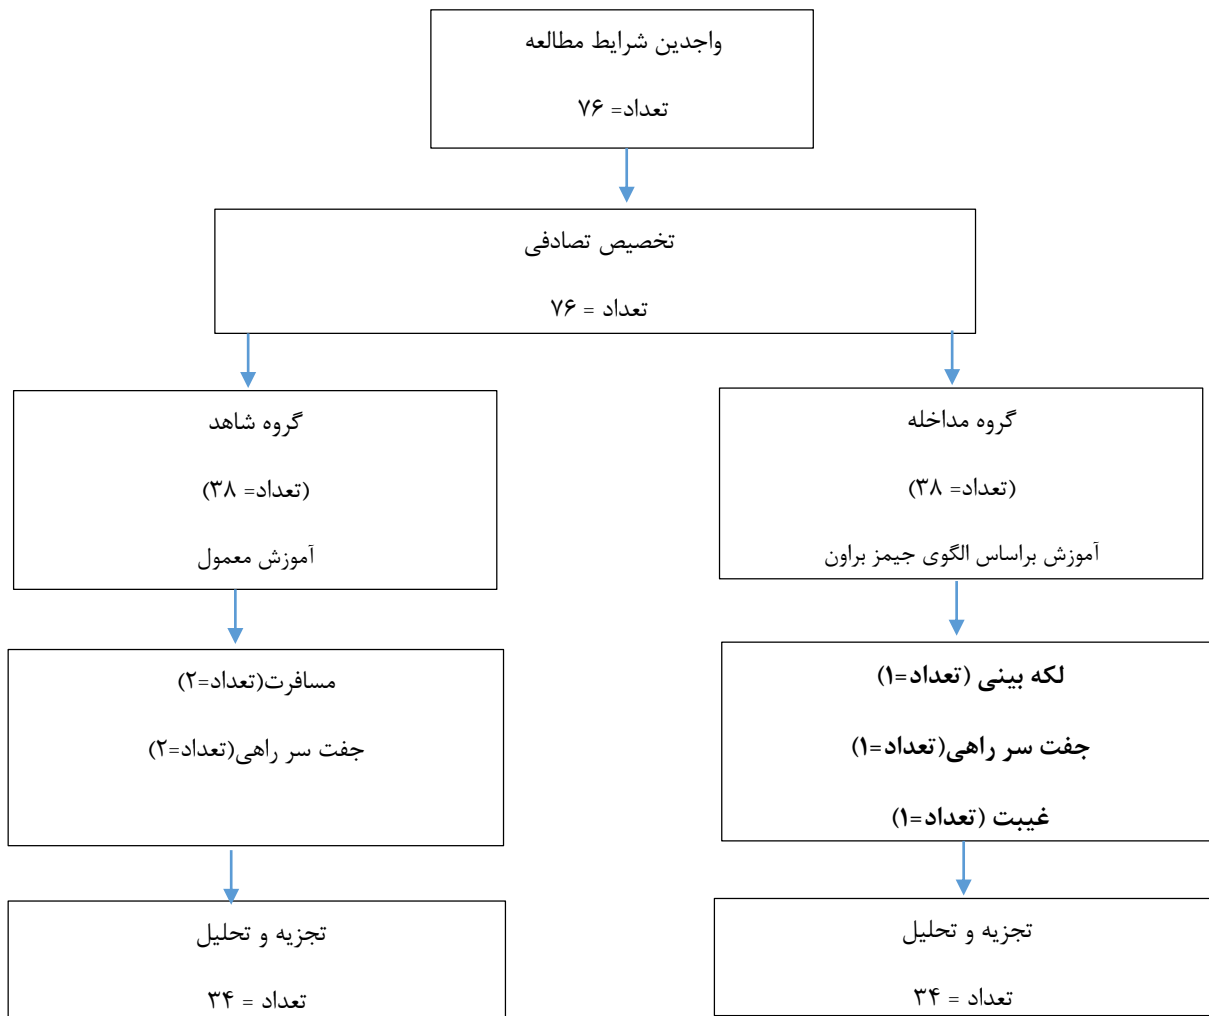 واجدین شرایط مطالعه
تعداد= ۷۶
تخصیص تصادفی
تعداد = ۷۶
گروه مداخله
(تعداد= ۳۸)
آموزش براساس الگوی جیمز براون
گروه شاهد
(تعداد= ۳۸)
آموزش معمول
لکه بینی (تعداد=۱)
جفت سر راهی(تعداد=۱)
غیبت (تعداد=۱)
مسافرت(تعداد=۲)
جفت سر راهی(تعداد=۲)
تجزیه و تحلیل
تعداد = ۳۴
تجزیه و تحلیل
تعداد = ۳۴